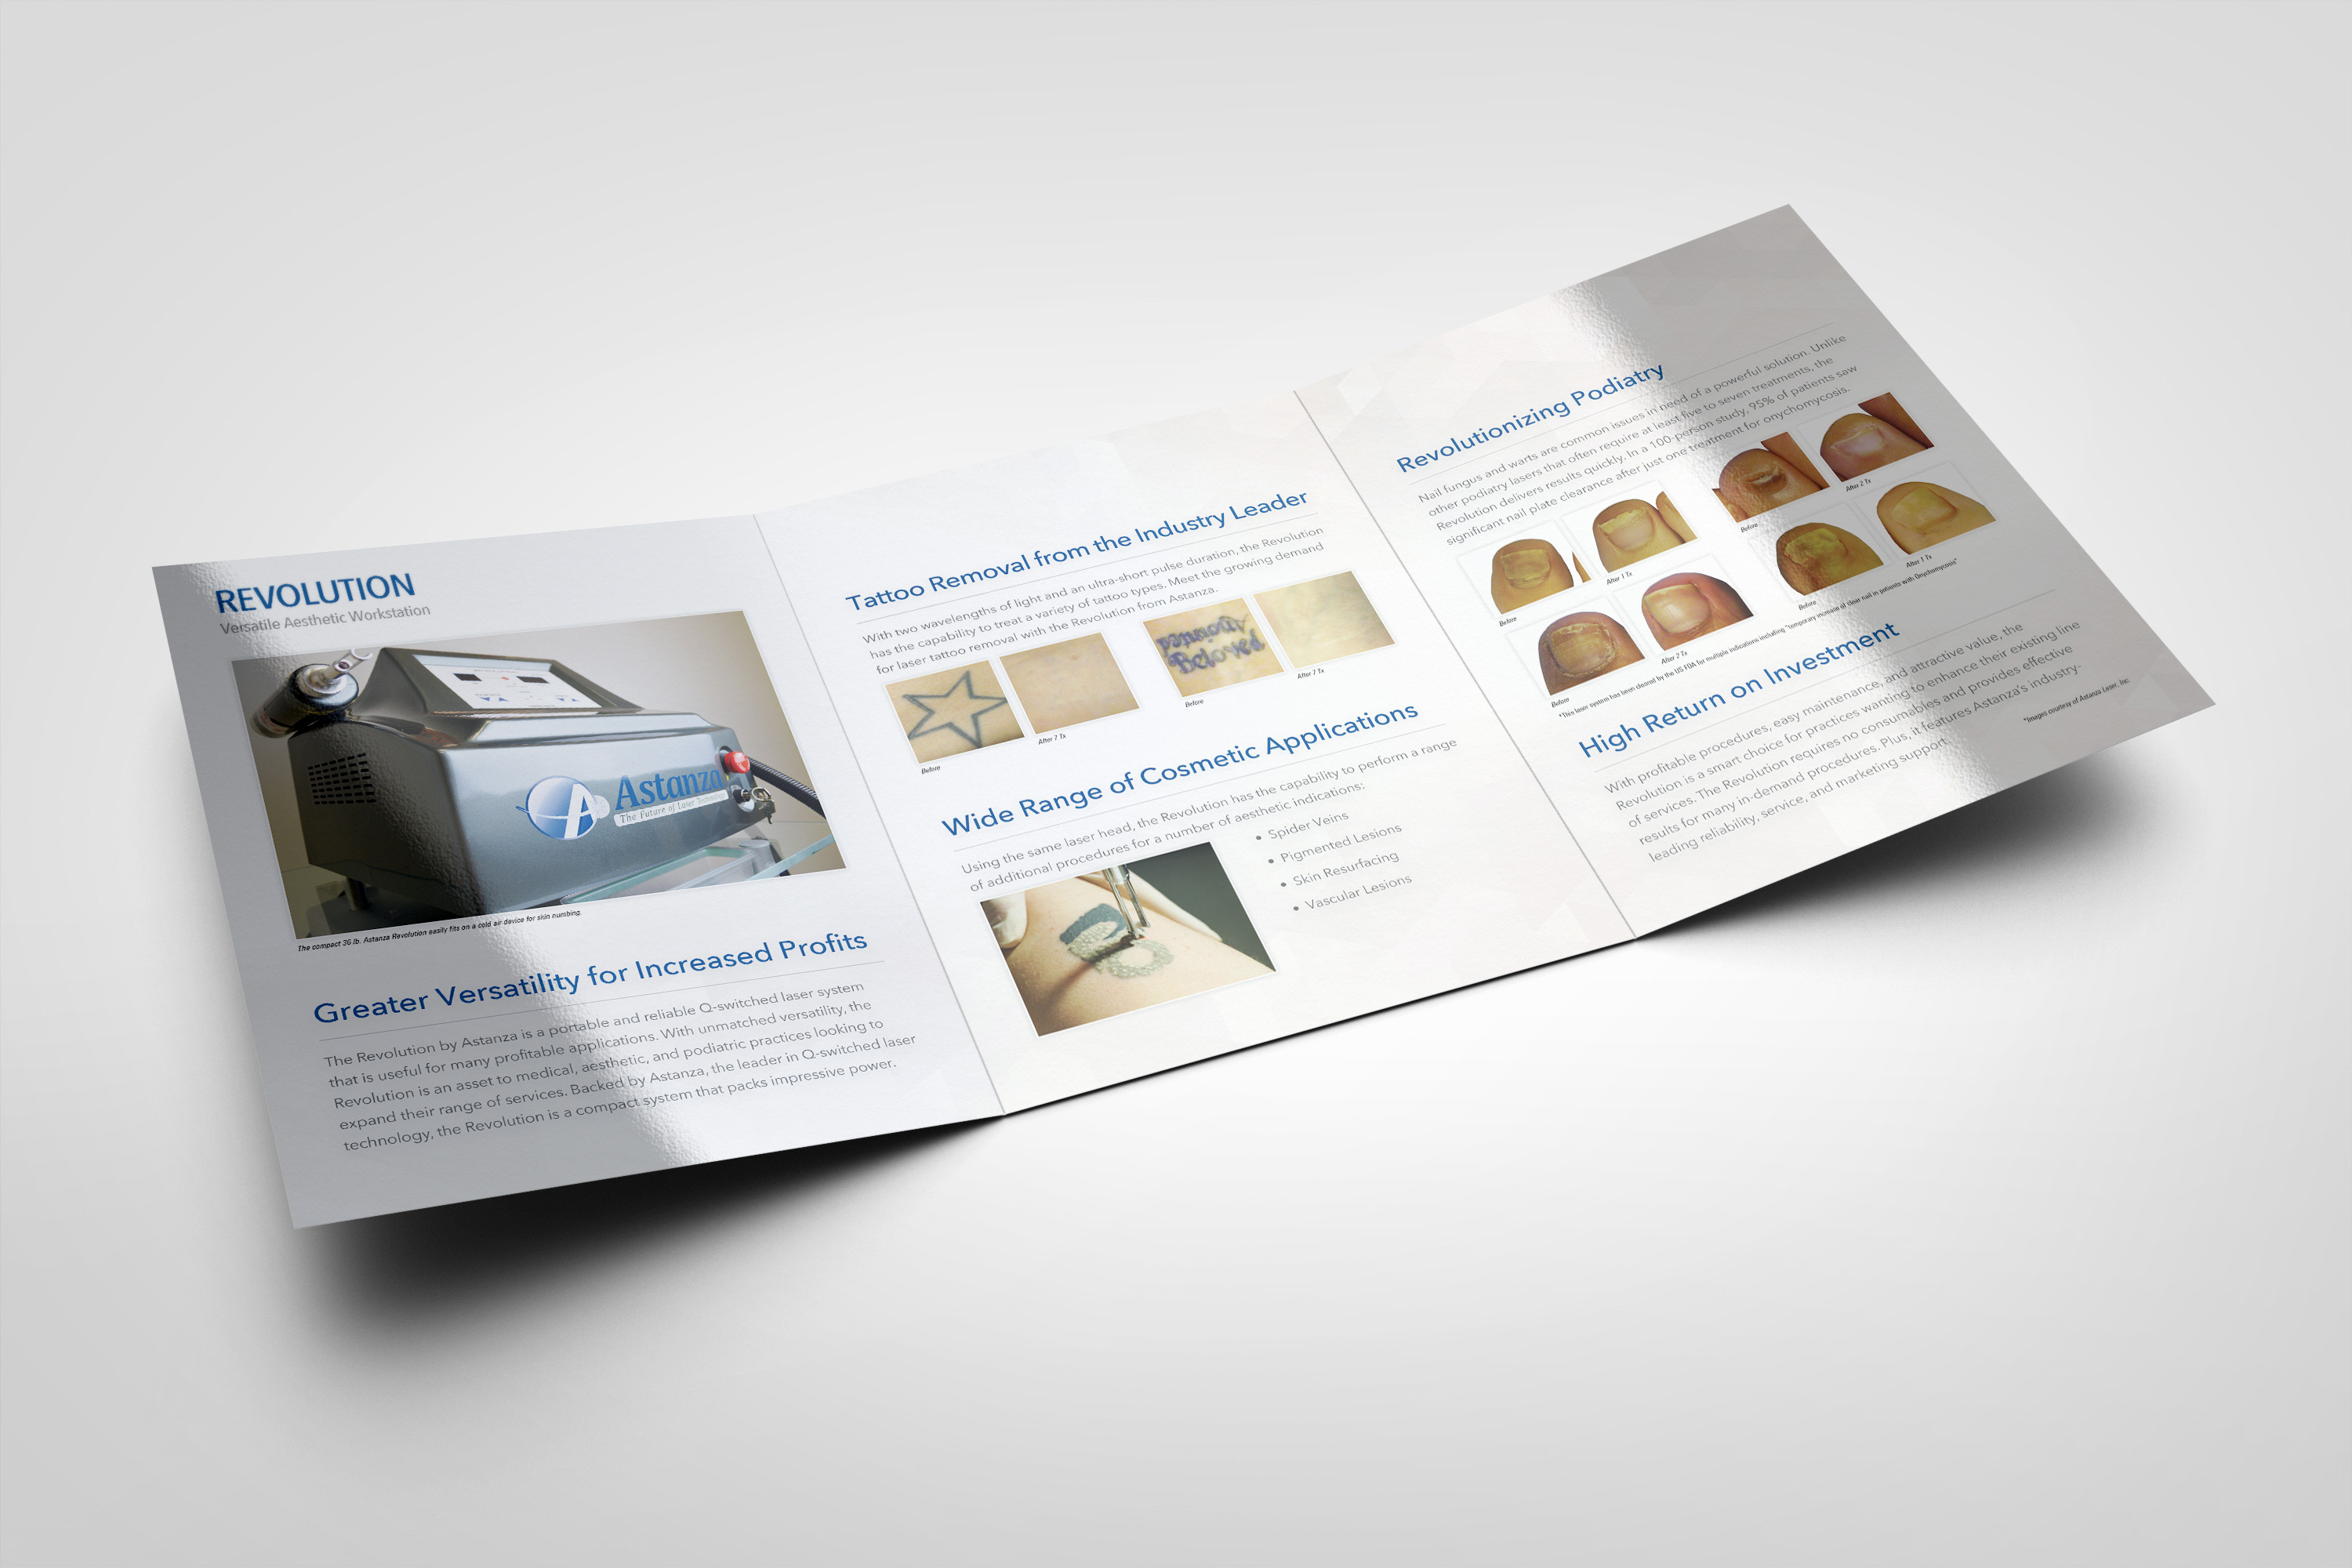 REVOLUTION
Versatile Aesthetic Workstation
Astanza
The Future of Laser Technology
The compact 36 lb. Astanza Revolution easily fits on a cold air device for skin numbing.
Greater Versatility for Increased Profits
The Revolution by Astanza is a portable and reliable Q-switched laser system
that is useful for many profitable applications. With unmatched versatility, the
Revolution is an asset to medical, aesthetic, and podiatric practices looking to
expand their range of services. Backed by Astanza, the leader in Q-switched laser
technology, the Revolution is a compact system that packs impressive power.
Tattoo Removal from the Industry Leader
With two wavelengths of light and an ultra-short pulse duration, the Revolution
has the capability to treat a variety of tattoo types. Meet the growing demand
for laser tattoo removal with the Revolution from Astanza.
Beloved
Before
After 7 Tx
Before
After 7 Tx
Wide Range of Cosmetic Applications
Using the same laser head, the Revolution has the capability to perform a range
of additional procedures for a number of aesthetic indications:
• Spider Veins
• Pigmented Lesions
• Skin Resurfacing
• Vascular Lesions
Revolutionizing Podiatry
Nail fungus and warts are common issues in need of a powerful solution. Unlike
other podiatry lasers that often require at least five to seven treatments, the
Revolution delivers results quickly. In a 100-person study, 95% of patients saw
significant nail plate clearance after just one treatment for onychomycosis.
Before
After 1 Tx
Before
After 2 Tx
Before
After 2 Tx
Before
After 1 Tx
*This laser system has been cleared by the US FDA for multiple indications including "temporary increase of clear nail in patients with Onychomycosis"
High Return on Investment
With profitable procedures, easy maintenance, and attractive value, the
Revolution is a smart choice for practices wanting to enhance their existing line
of services. The Revolution requires no consumables and provides effective
results for many in-demand procedures. Plus, it features Astanza's industry-
leading reliability, service, and marketing support.
*Images courtesy of Astanza Laser, Inc.